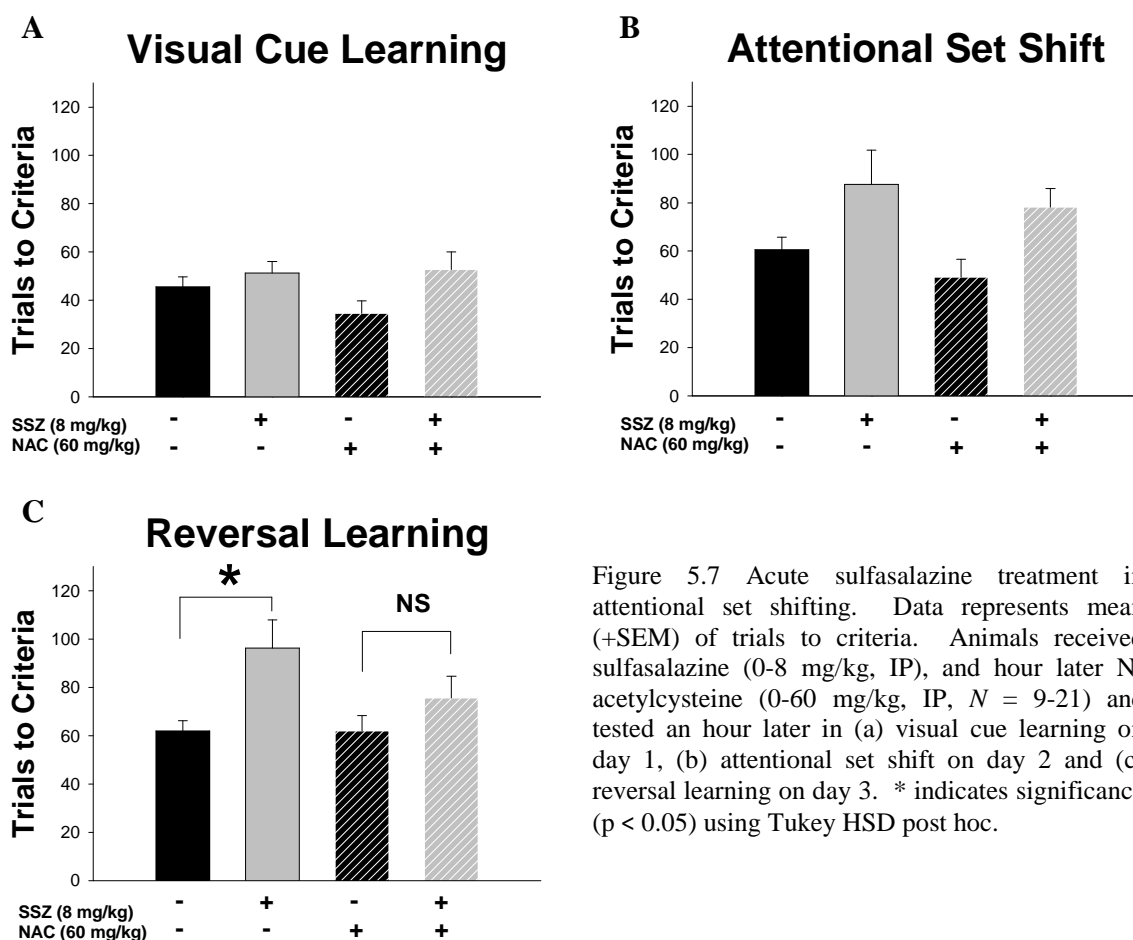 A
Visual Cue Learning
Trials to Criteria
120
100
80
60
40
20
0
SSZ (8 mg/kg) - + - +
NAC (60 mg/kg) - - + +
B
Attentional Set Shift
Trials to Criteria
120
100
80
60
40
20
0
SSZ (8 mg/kg) - + - +
NAC (60 mg/kg) - - + +
C
Reversal Learning
Trials to Criteria
120
100
80
60
40
20
0
*
NS
SSZ (8 mg/kg) - + - +
NAC (60 mg/kg) - - + +
Figure 5.7 Acute sulfasalazine treatment in
attentional set shifting. Data represents mean
(+SEM) of trials to criteria. Animals received
sulfasalazine (0-8 mg/kg, IP), and hour later N
acetylcysteine (0-60 mg/kg, IP, N = 9-21) and
tested an hour later in (a) visual cue learning on
day 1, (b) attentional set shift on day 2 and (c
reversal learning on day 3. * indicates significanc
(p < 0.05) using Tukey HSD post hoc.